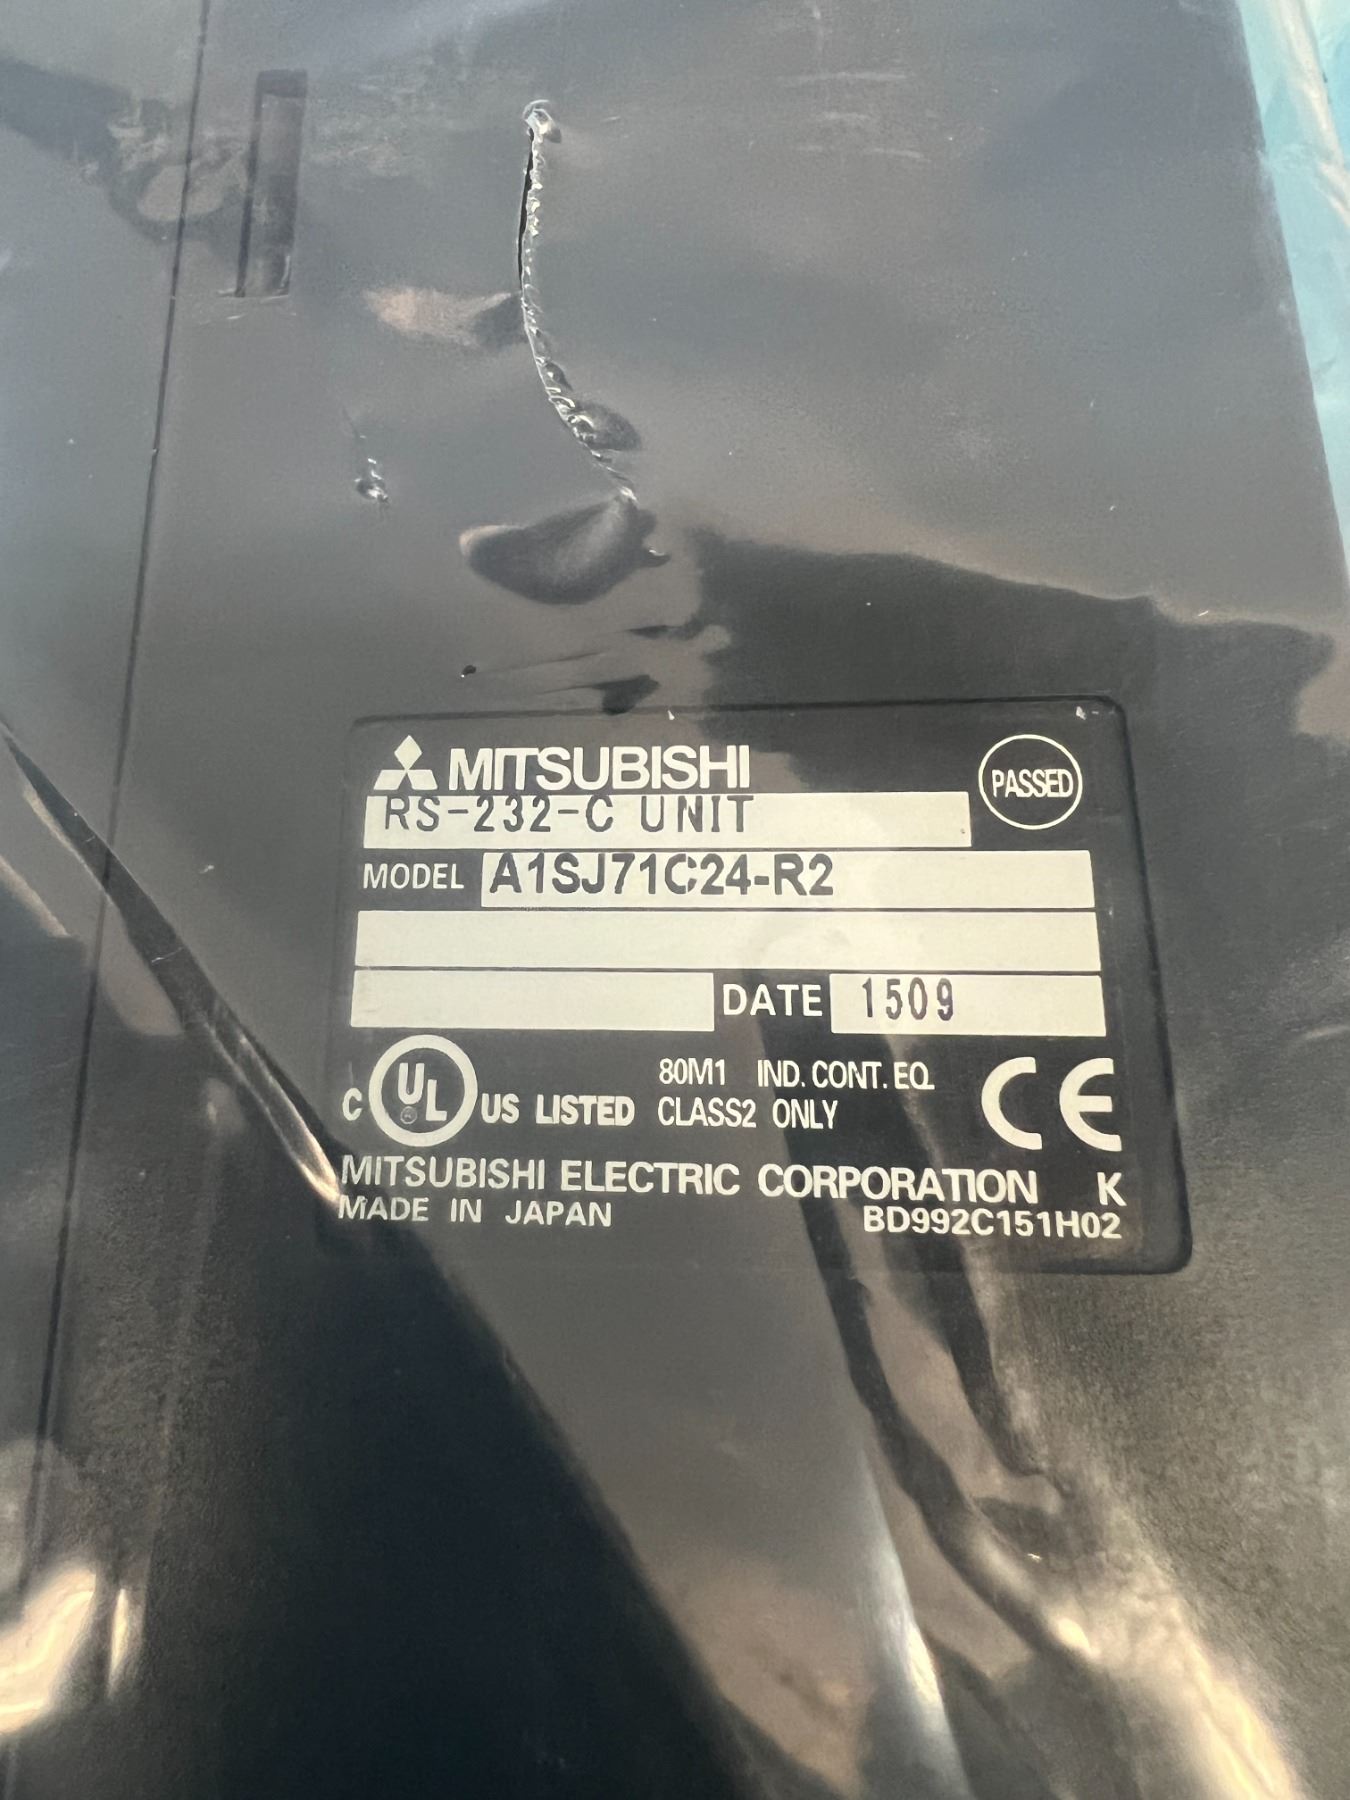 MITSUBISHI
PASSED
RS-232-C UNIT
MODEL A1SJ71C24-R2
DATE 1509
C UL US LISTED 80M1 IND. CONT. EQ.
CLASS2 ONLY
CE
MITSUBISHI ELECTRIC CORPORATION K
MADE IN JAPAN BD992C151H02